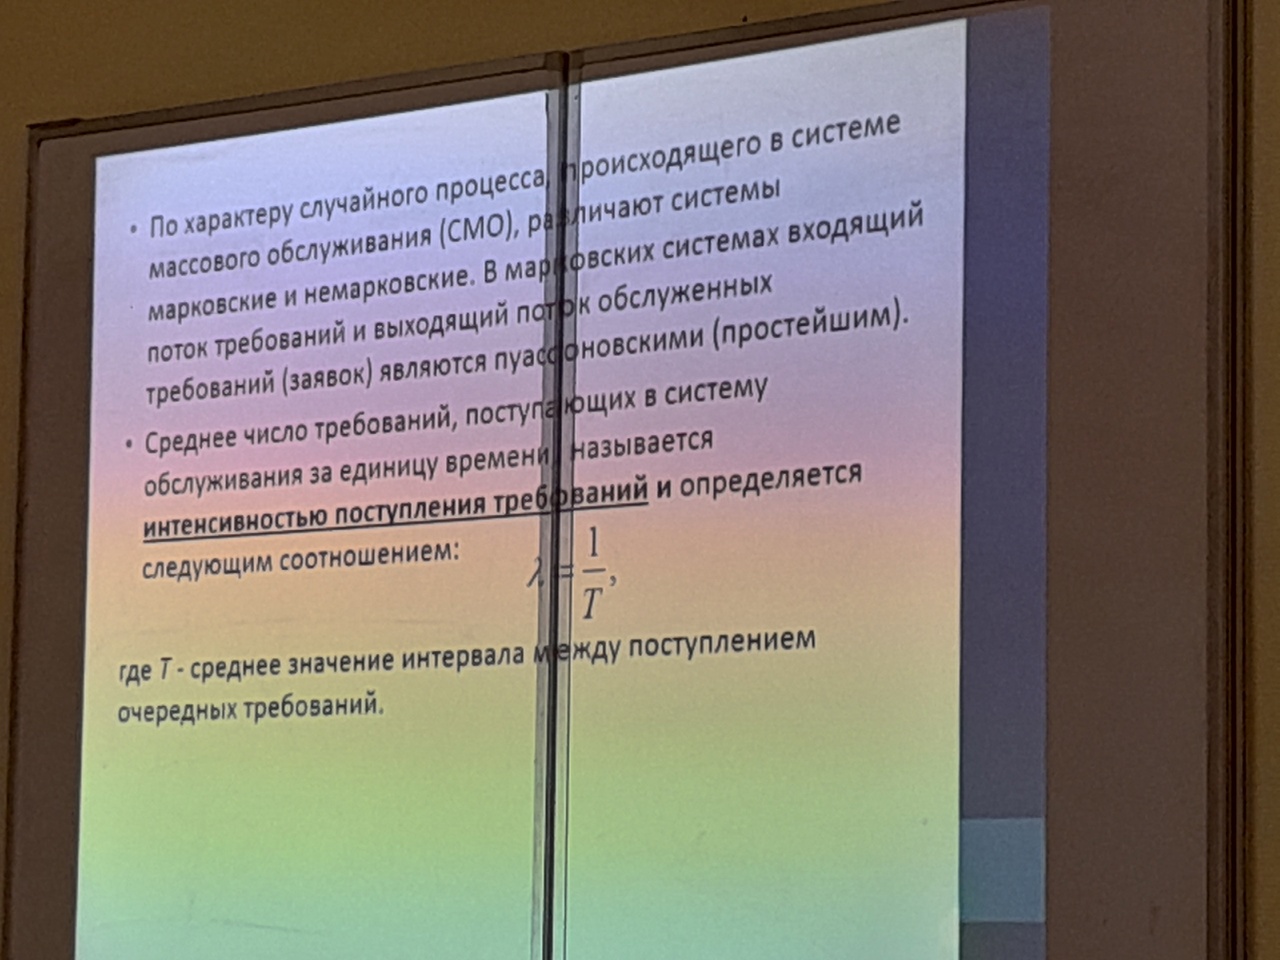 • По характеру случайного процесса, происходящего в системе
массового обслуживания (СМО), различают системы
марковские и немарковские. В марковских системах входящий
поток требований и выходящий поток обслуженных
требований (заявок) являются пуассоновскими (простейшим).
• Среднее число требований, поступающих в систему
обслуживания за единицу времени, называется
интенсивностью поступления требований и определяется
следующим соотношением:
λ = 1/T,
где T - среднее значение интервала между поступлением
очередных требований.